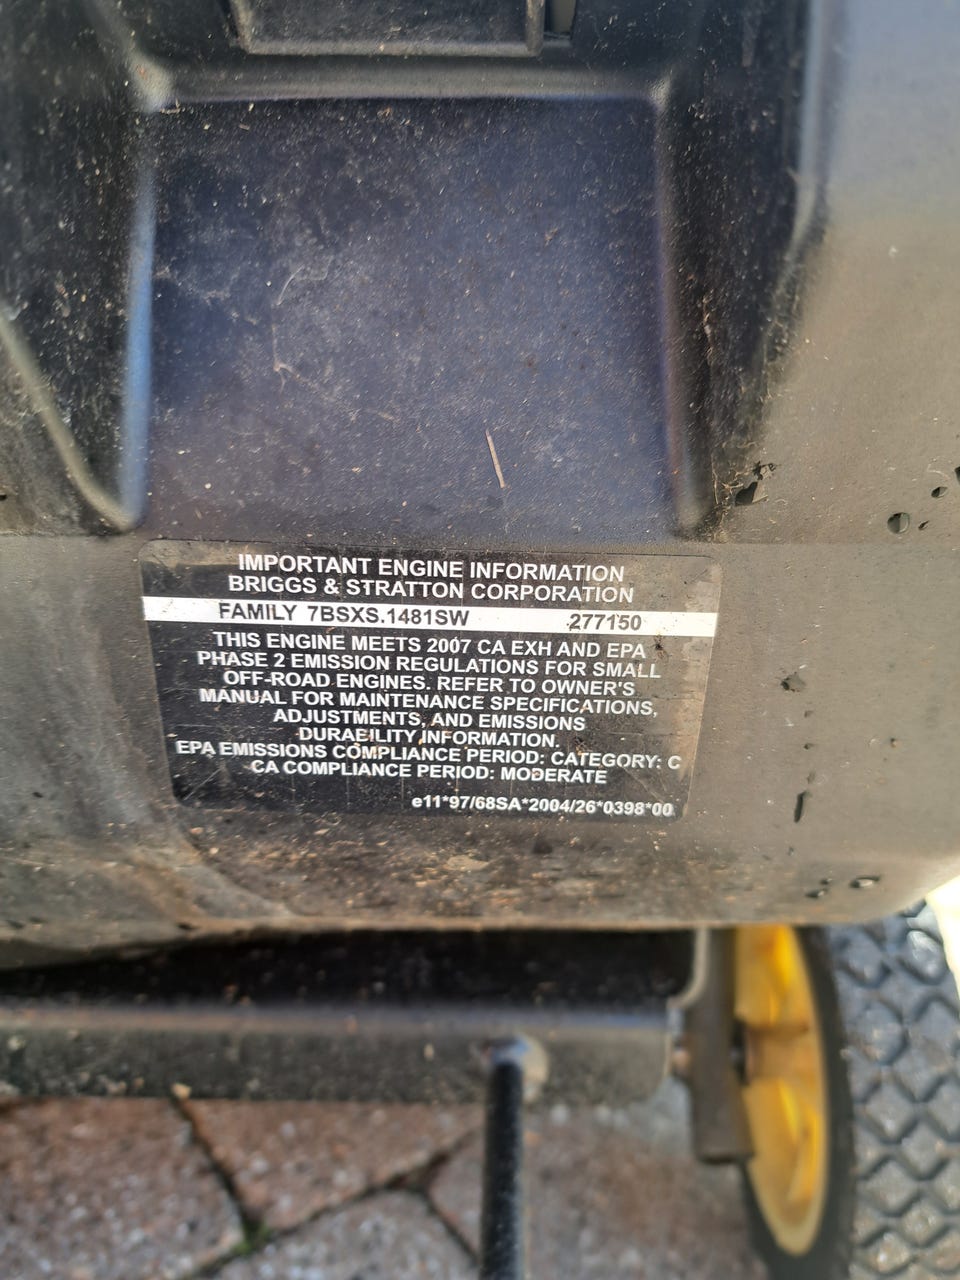 IMPORTANT ENGINE INFORMATION
BRIGGS & STRATTON CORPORATION
FAMILY 7BSXS.1481SW 277150
THIS ENGINE MEETS 2007 CA EXH AND EPA
PHASE 2 EMISSION REGULATIONS FOR SMALL
OFF-ROAD ENGINES. REFER TO OWNER'S
MANUAL FOR MAINTENANCE SPECIFICATIONS,
ADJUSTMENTS, AND EMISSIONS
DURABILITY INFORMATION.
EPA EMISSIONS COMPLIANCE PERIOD: CATEGORY: C
CA COMPLIANCE PERIOD: MODERATE
e11*97/68SA*2004/26*0398*00